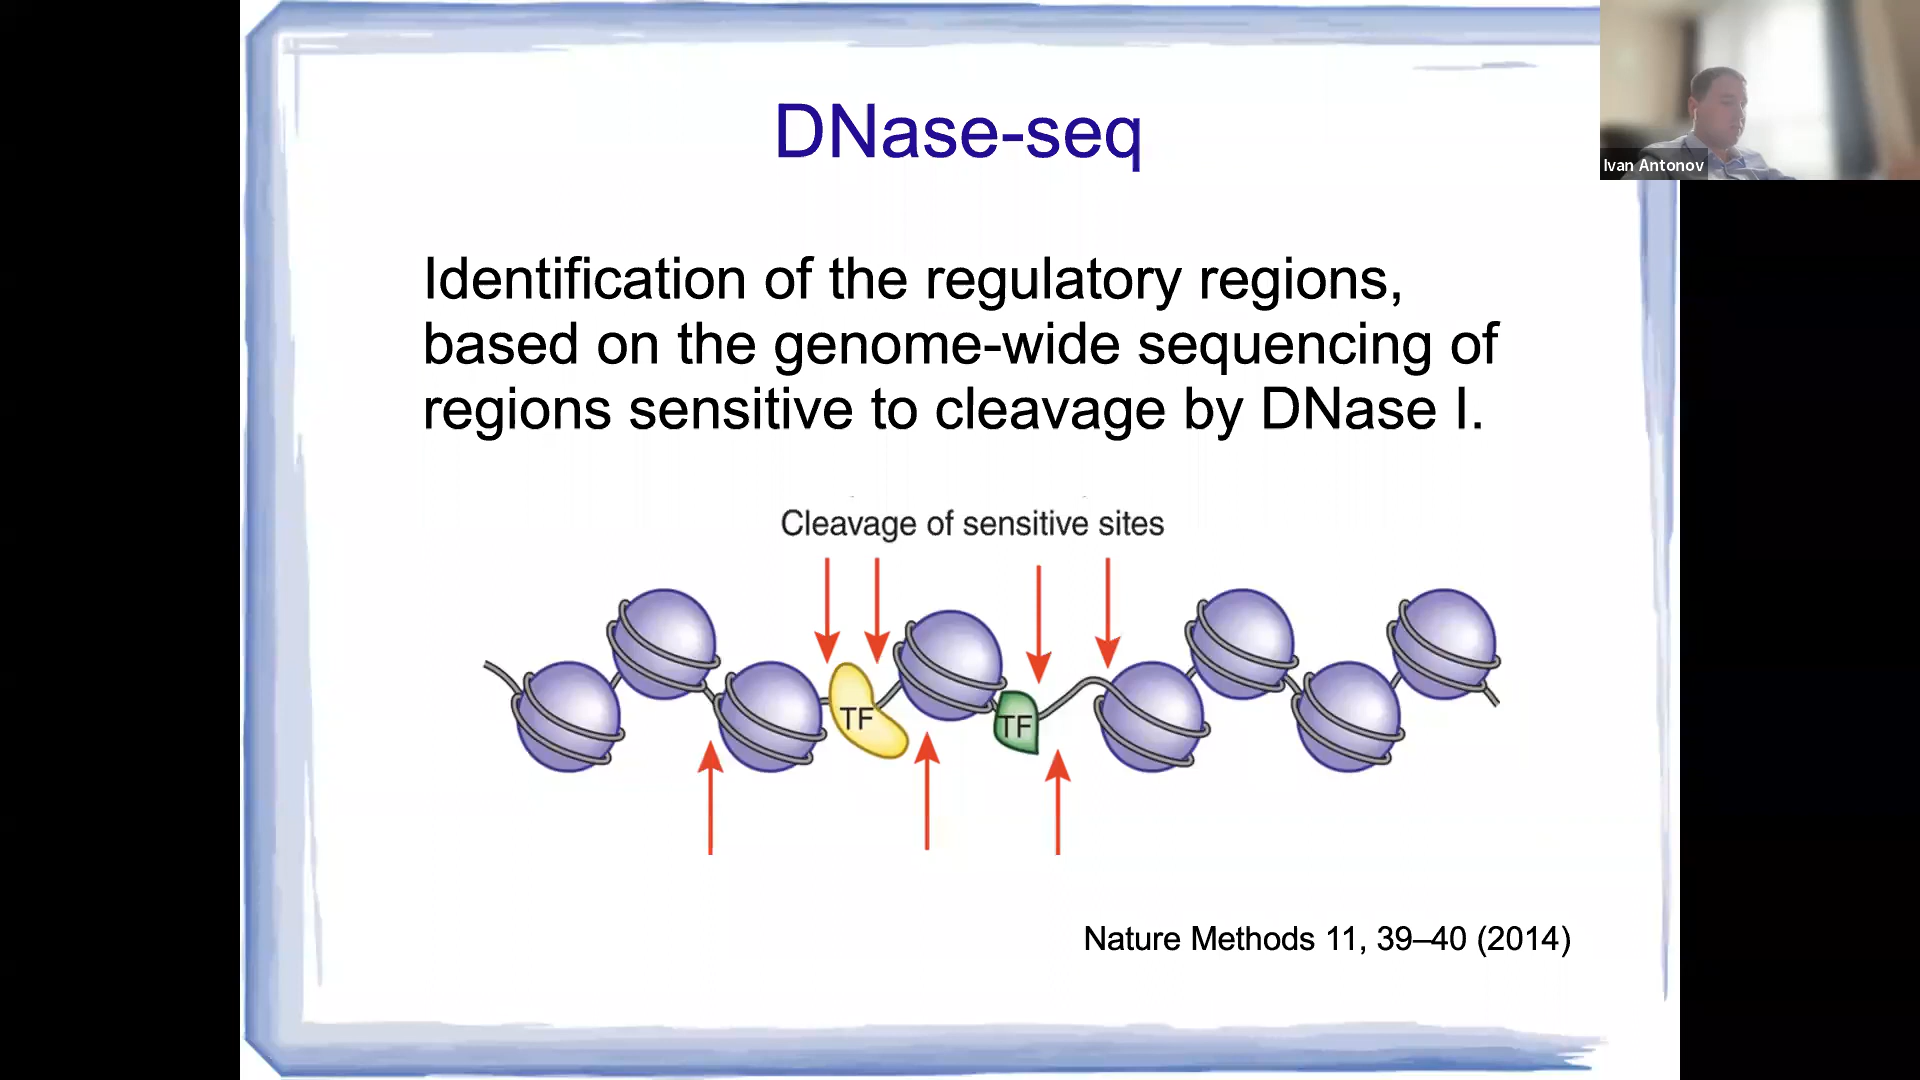 DNase-seq
Ivan Antonov
Identification of the regulatory regions,
based on the genome-wide sequencing of
regions sensitive to cleavage by DNase I.
Cleavage of sensitive sites
TF
TF
Nature Methods 11, 39–40 (2014)